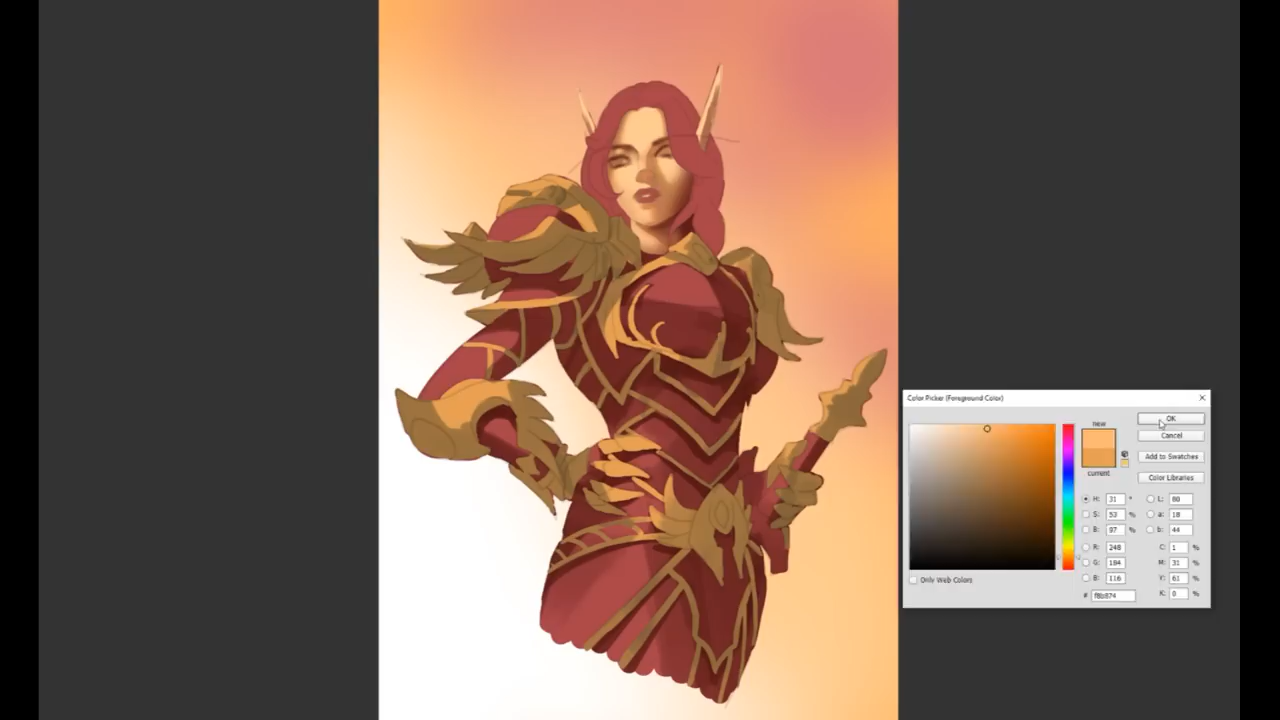 Color Picker (Foreground Color)
new
current
OK
Cancel
Add to Swatches
Color Libraries
H: 31 °
S: 53 %
B: 97 %
R: 248
G: 184
B: 116
L: 80
a: 18
b: 44
C: 1 %
M: 31 %
Y: 61 %
K: 0 %
Only Web Colors
# f8b874